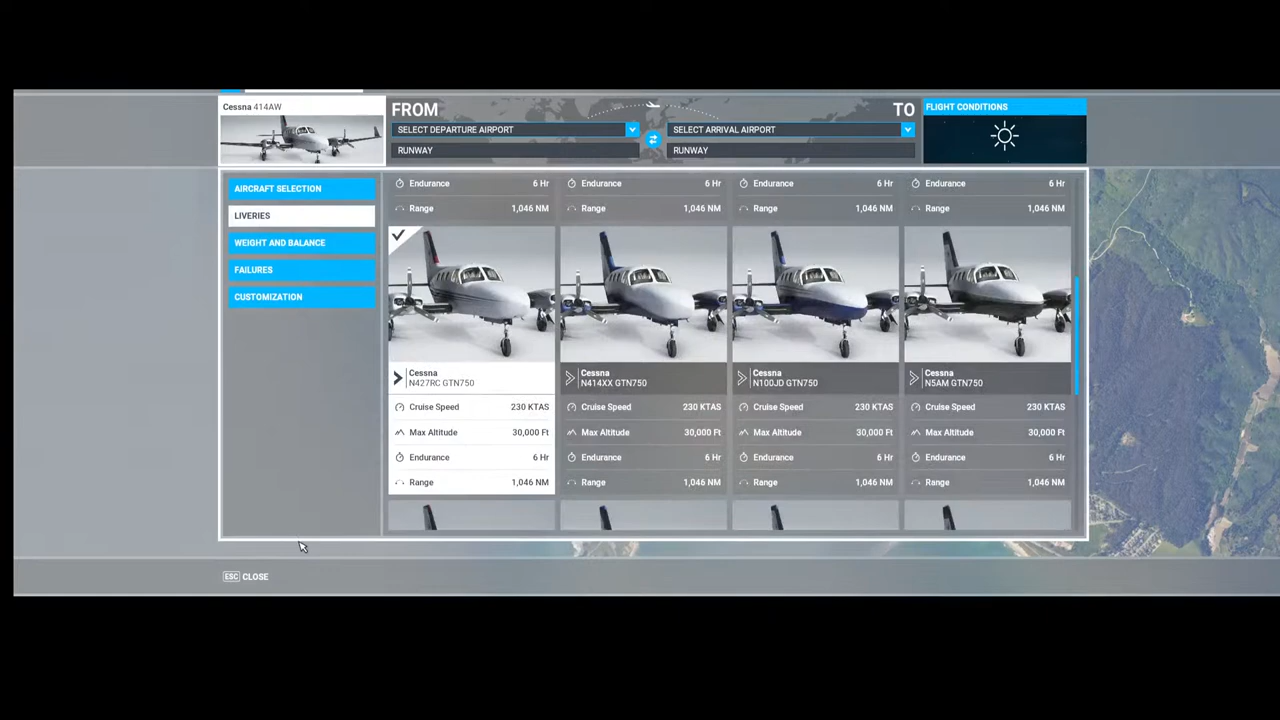 Cessna 414AW
FROM
TO
FLIGHT CONDITIONS
SELECT DEPARTURE AIRPORT
SELECT ARRIVAL AIRPORT
RUNWAY
RUNWAY
AIRCRAFT SELECTION
LIVERIES
WEIGHT AND BALANCE
FAILURES
CUSTOMIZATION
Endurance 6 Hr
Range 1,046 NM
Endurance 6 Hr
Range 1,046 NM
Endurance 6 Hr
Range 1,046 NM
Endurance 6 Hr
Range 1,046 NM
Cessna
N427RC GTN750
Cruise Speed 230 KTAS
Max Altitude 30,000 Ft
Endurance 6 Hr
Range 1,046 NM
Cessna
N414XX GTN750
Cruise Speed 230 KTAS
Max Altitude 30,000 Ft
Endurance 6 Hr
Range 1,046 NM
Cessna
N100JD GTN750
Cruise Speed 230 KTAS
Max Altitude 30,000 Ft
Endurance 6 Hr
Range 1,046 NM
Cessna
N5AM GTN750
Cruise Speed 230 KTAS
Max Altitude 30,000 Ft
Endurance 6 Hr
Range 1,046 NM
ESC CLOSE